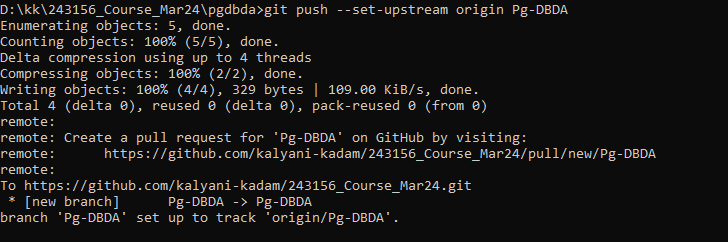 D:\kk\243156_Course_Mar24\pgdbda>git push --set-upstream origin Pg-DBDA
Enumerating objects: 5, done.
Counting objects: 100% (5/5), done.
Delta compression using up to 4 threads
Compressing objects: 100% (2/2), done.
Writing objects: 100% (4/4), 329 bytes | 109.00 KiB/s, done.
Total 4 (delta 0), reused 0 (delta 0), pack-reused 0 (from 0)
remote:
remote: Create a pull request for 'Pg-DBDA' on GitHub by visiting:
remote:      https://github.com/kalyani-kadam/243156_Course_Mar24/pull/new/Pg-DBDA
remote:
To https://github.com/kalyani-kadam/243156_Course_Mar24.git
 * [new branch]      Pg-DBDA -> Pg-DBDA
branch 'Pg-DBDA' set up to track 'origin/Pg-DBDA'.